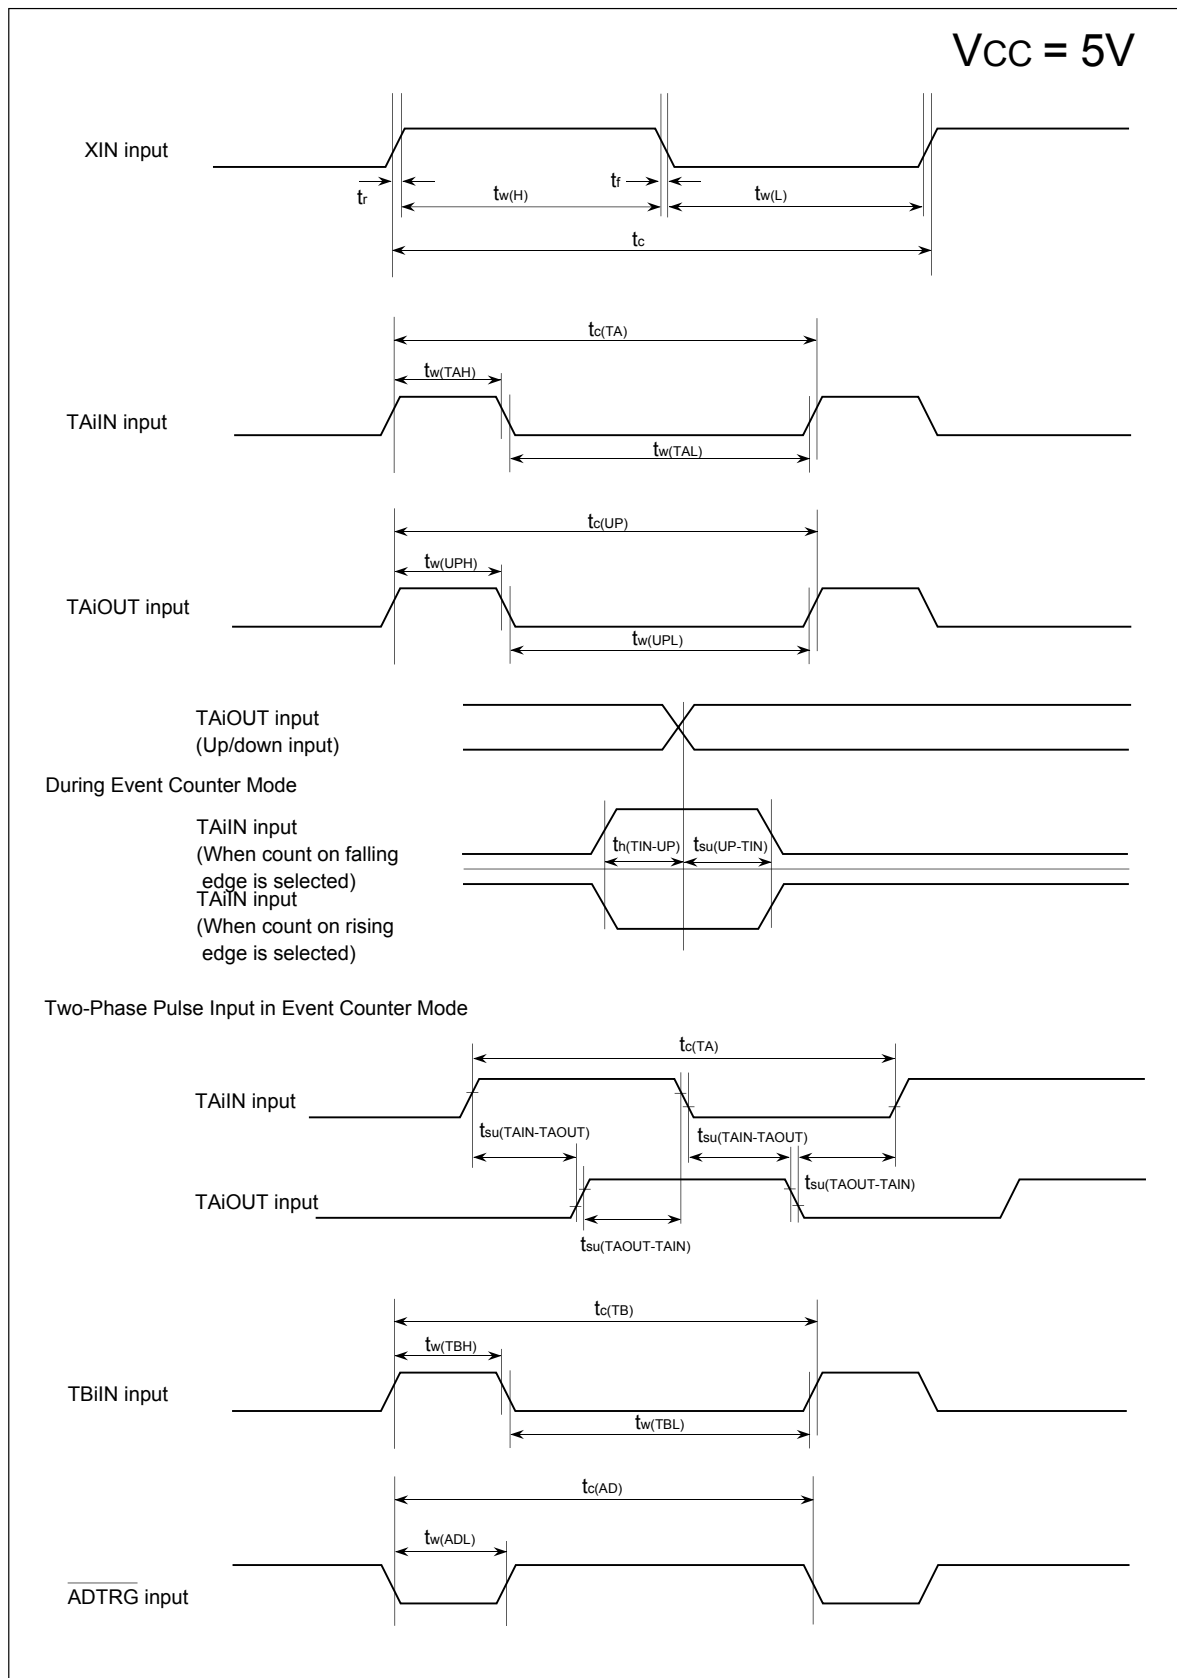 VCC = 5V
XIN input
tr
tw(H)
tf
tw(L)
tc
tc(TA)
tw(TAH)
TAiIN input
tw(TAL)
tc(UP)
tw(UPH)
TAiOUT input
tw(UPL)
TAiOUT input
(Up/down input)
During Event Counter Mode
TAiIN input
(When count on falling
edge is selected)
th(TIN-UP)
tsu(UP-TIN)
TAiIN input
(When count on rising
edge is selected)
Two-Phase Pulse Input in Event Counter Mode
tc(TA)
TAiIN input
tsu(TAIN-TAOUT)
tsu(TAIN-TAOUT)
tsu(TAOUT-TAIN)
TAiOUT input
tsu(TAOUT-TAIN)
tc(TB)
tw(TBH)
TBiIN input
tw(TBL)
tc(AD)
tw(ADL)
ADTRG input